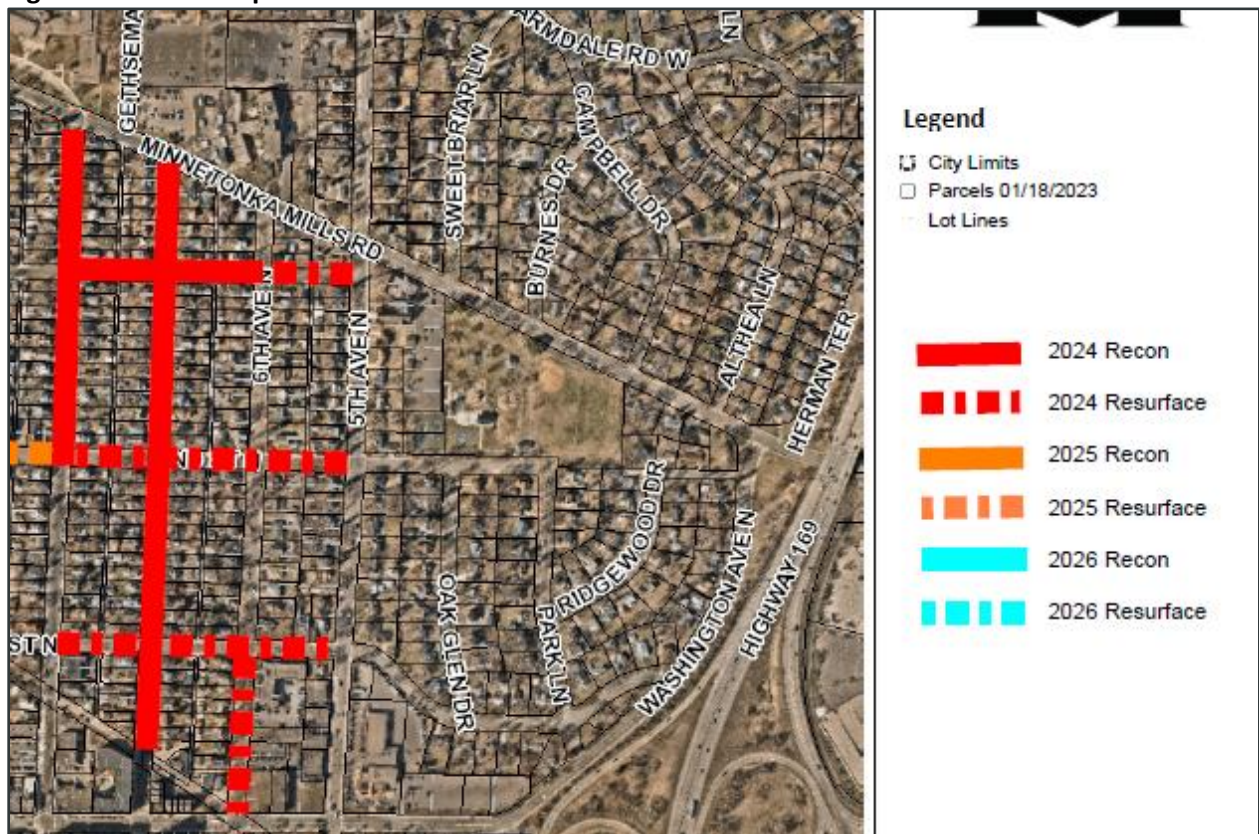 GETHSEMA
ARMDALE RD W
LN
SWEET BRIAR LN
CAMPBELL DR
MINNETONKA MILLS RD
BURNES DR
6TH AVE N
5TH AVE N
ALTHEA LN
HERMAN TER
RIDGEWOOD DR
WASHINGTON AVE N
HIGHWAY 169
OAK GLEN DR
PARK LN
ST N
Legend
City Limits
Parcels 01/18/2023
Lot Lines
2024 Recon
2024 Resurface
2025 Recon
2025 Resurface
2026 Recon
2026 Resurface